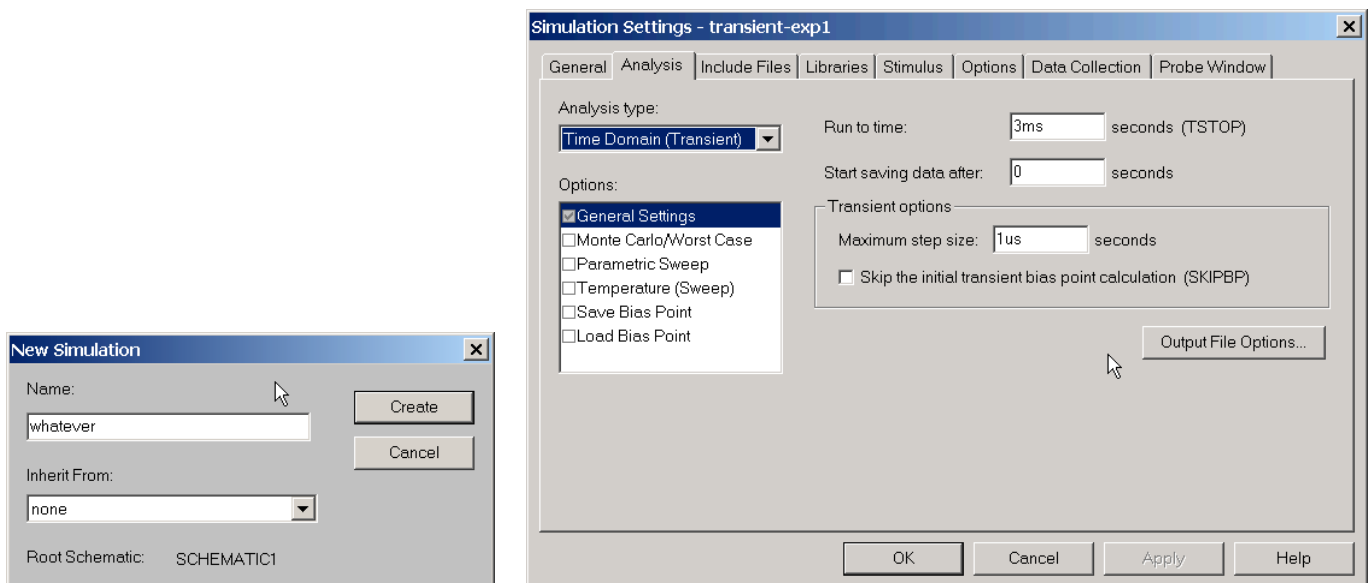 New Simulation
Name:
whatever
Create
Cancel
Inherit From:
none
Root Schematic: SCHEMATIC1
Simulation Settings - transient-exp1
General Analysis Include Files Libraries Stimulus Options Data Collection Probe Window
Analysis type:
Time Domain (Transient)
Options:
General Settings
Monte Carlo/Worst Case
Parametric Sweep
Temperature (Sweep)
Save Bias Point
Load Bias Point
Run to time: 3ms seconds (TSTOP)
Start saving data after: 0 seconds
Transient options
Maximum step size: 1us seconds
Skip the initial transient bias point calculation (SKIPBP)
Output File Options...
OK Cancel Apply Help